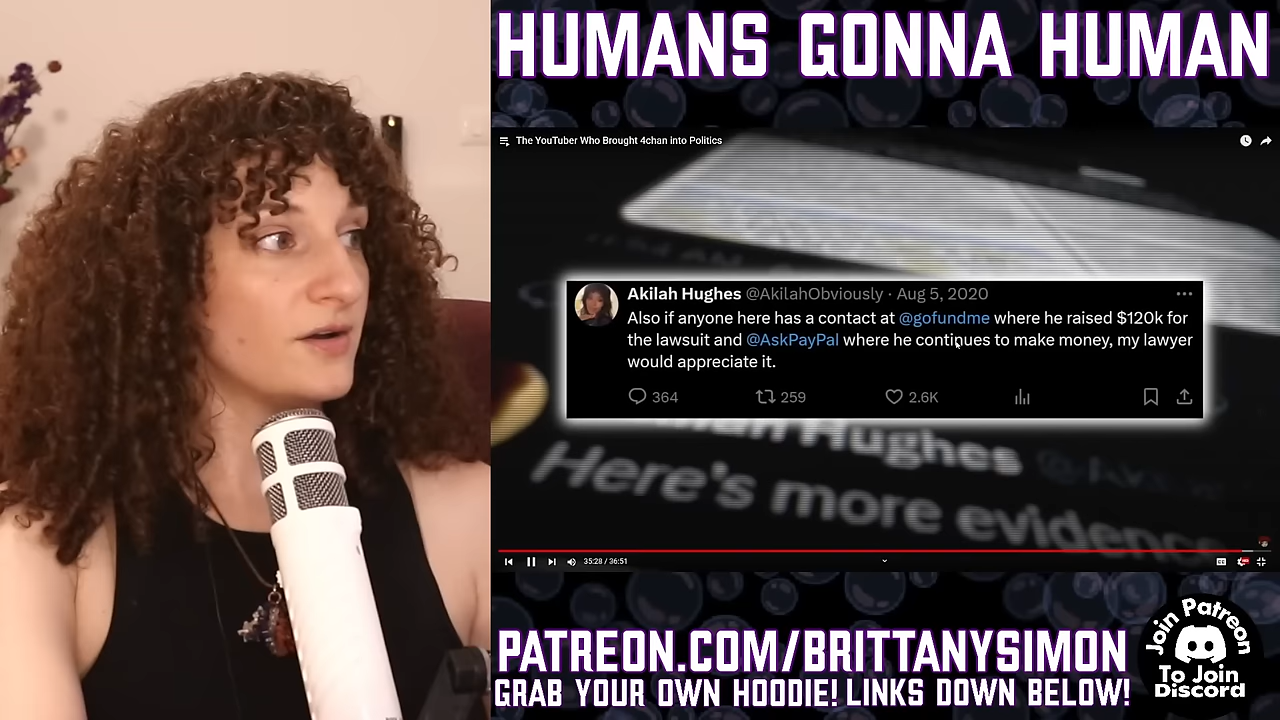 HUMANS GONNA HUMAN
The YouTuber Who Brought 4chan into Politics
Akilah Hughes @AkilahObviously · Aug 5, 2020
Also if anyone here has a contact at @gofundme where he raised $120k for
the lawsuit and @AskPayPal where he continues to make money, my lawyer
would appreciate it.
364 259 2.6K
Hughes
Here's more evidence
35:28 / 36:51
PATREON.COM/BRITTANYSIMON
GRAB YOUR OWN HOODIE! LINKS DOWN BELOW!
Join Patreon
To Join
Discord